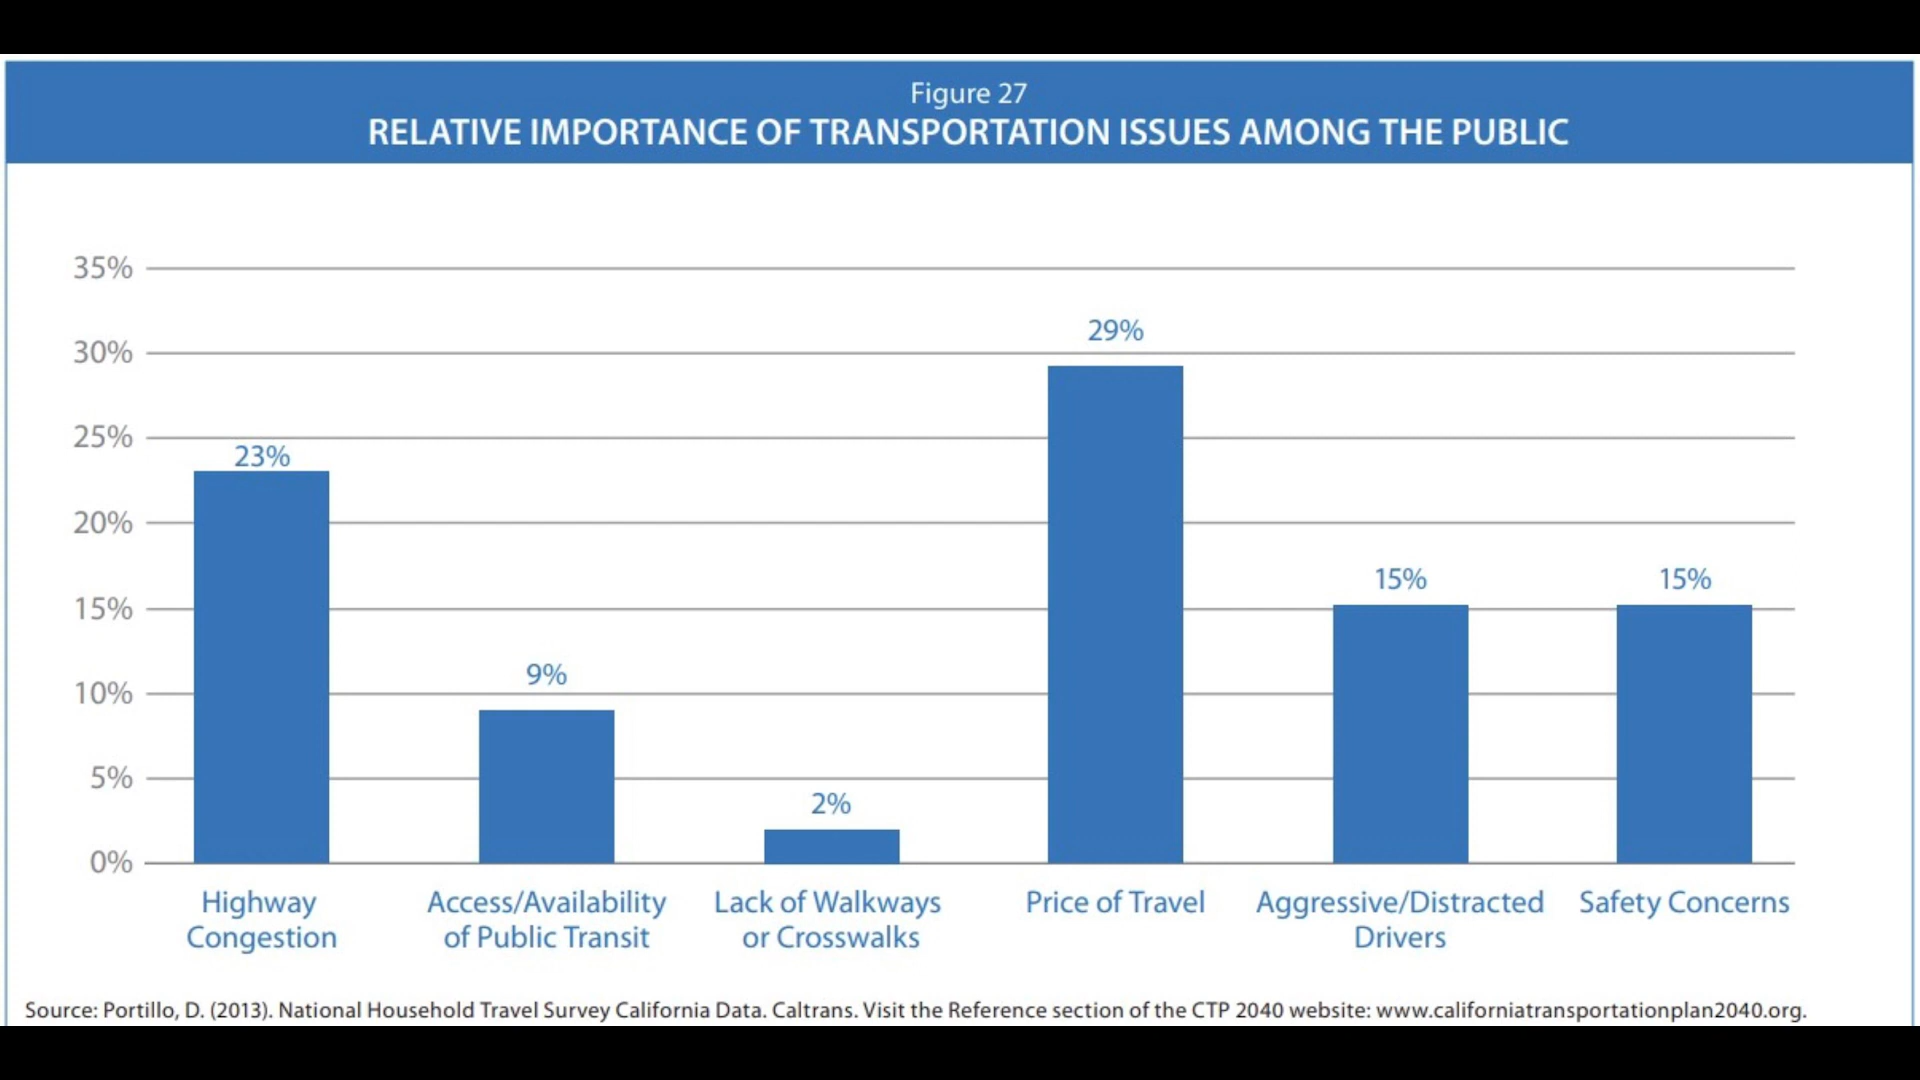 Figure 27
RELATIVE IMPORTANCE OF TRANSPORTATION ISSUES AMONG THE PUBLIC
35%
30%
25%
20%
15%
10%
5%
0%
23%
9%
2%
29%
15%
15%
Highway
Congestion
Access/Availability
of Public Transit
Lack of Walkways
or Crosswalks
Price of Travel
Aggressive/Distracted
Drivers
Safety Concerns
Source: Portillo, D. (2013). National Household Travel Survey California Data. Caltrans. Visit the Reference section of the CTP 2040 website: www.californiatransportationplan2040.org.